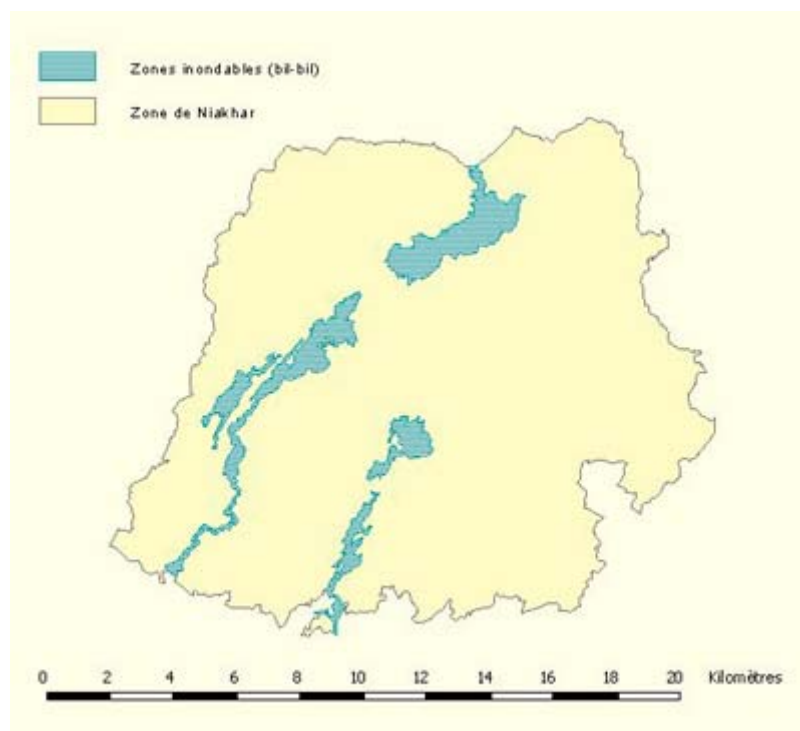 Zones inondables (bil-bil)
Zone de Niakhar
0 2 4 6 8 10 12 14 16 18 20 Kilomètres